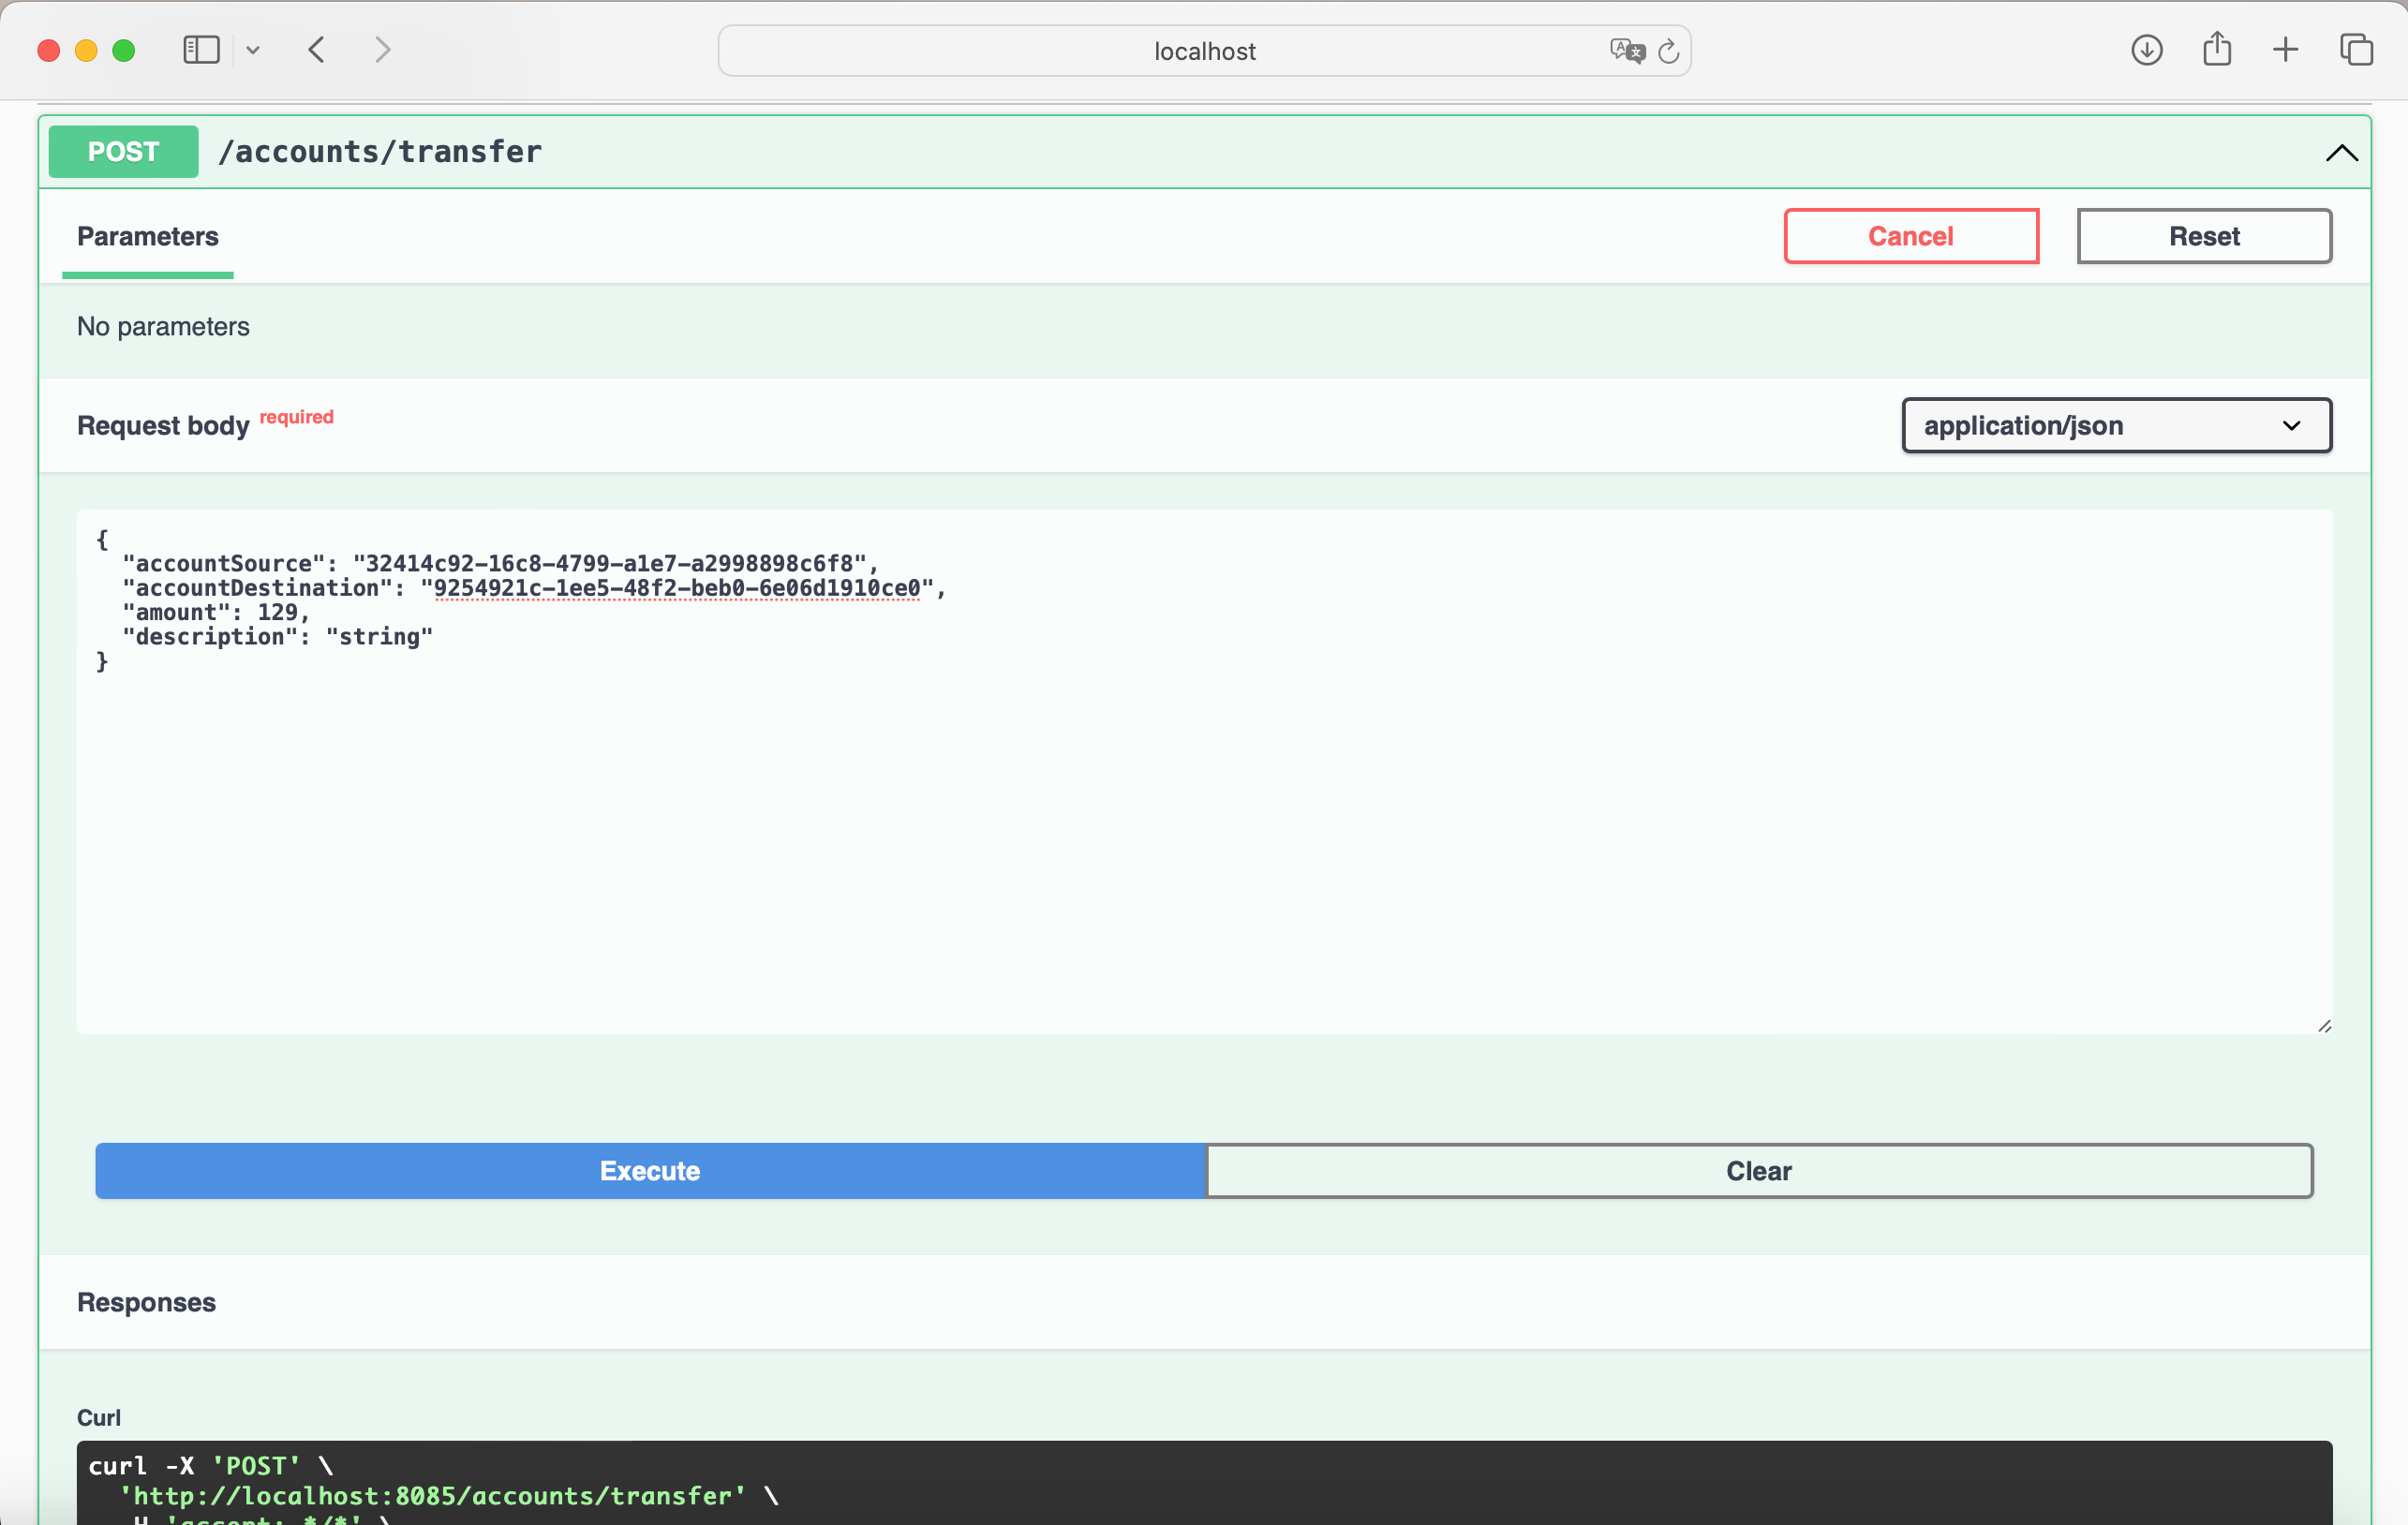 localhost
POST /accounts/transfer
Parameters
Cancel
Reset
No parameters
Request body required
application/json
{
  "accountSource": "32414c92-16c8-4799-a1e7-a2998898c6f8",
  "accountDestination": "9254921c-1ee5-48f2-beb0-6e06d1910ce0",
  "amount": 129,
  "description": "string"
}
Execute
Clear
Responses
Curl
curl -X 'POST' \
  'http://localhost:8085/accounts/transfer' \
  -H 'accept: */*' \